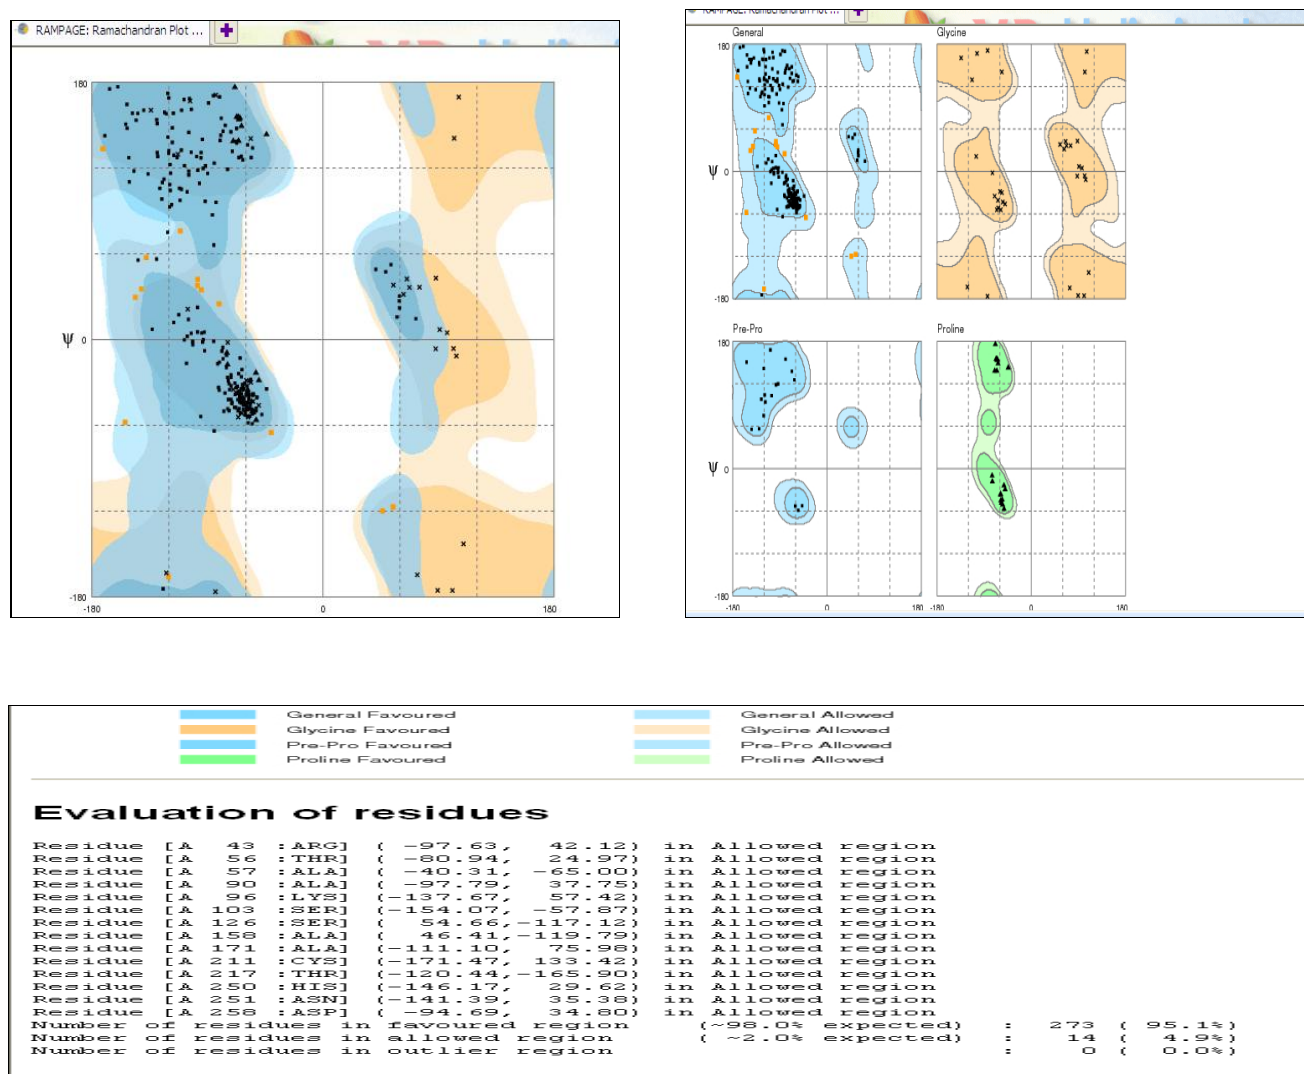 RAMPAGE: Ramachandran Plot ...
180
Ψ 0
-180
-180 0 180
General Glycine
180
Ψ 0
-180
Pre-Pro Proline
180
Ψ 0
-180
-180 0 180 -180 0 180
General Favoured General Allowed
Glycine Favoured Glycine Allowed
Pre-Pro Favoured Pre-Pro Allowed
Proline Favoured Proline Allowed
Evaluation of residues
Residue [A 43 :ARG] ( -97.63, 42.12) in Allowed region
Residue [A 56 :THR] ( -80.94, 24.97) in Allowed region
Residue [A 57 :ALA] ( -40.31, -65.00) in Allowed region
Residue [A 90 :ALA] ( -97.79, 37.75) in Allowed region
Residue [A 96 :LYS] (-137.67, 57.42) in Allowed region
Residue [A 103 :SER] (-154.07, -57.87) in Allowed region
Residue [A 126 :SER] ( 54.66,-117.12) in Allowed region
Residue [A 158 :ALA] ( 46.41,-119.79) in Allowed region
Residue [A 171 :ALA] (-111.10, 75.98) in Allowed region
Residue [A 211 :CYS] (-171.47, 133.42) in Allowed region
Residue [A 217 :THR] (-120.44,-165.90) in Allowed region
Residue [A 250 :HIS] (-146.17, 29.62) in Allowed region
Residue [A 251 :ASN] (-141.39, 35.38) in Allowed region
Residue [A 258 :ASP] ( -94.69, 34.80) in Allowed region
Number of residues in favoured region (~98.0% expected) : 273 ( 95.1%)
Number of residues in allowed region ( ~2.0% expected) : 14 ( 4.9%)
Number of residues in outlier region : 0 ( 0.0%)